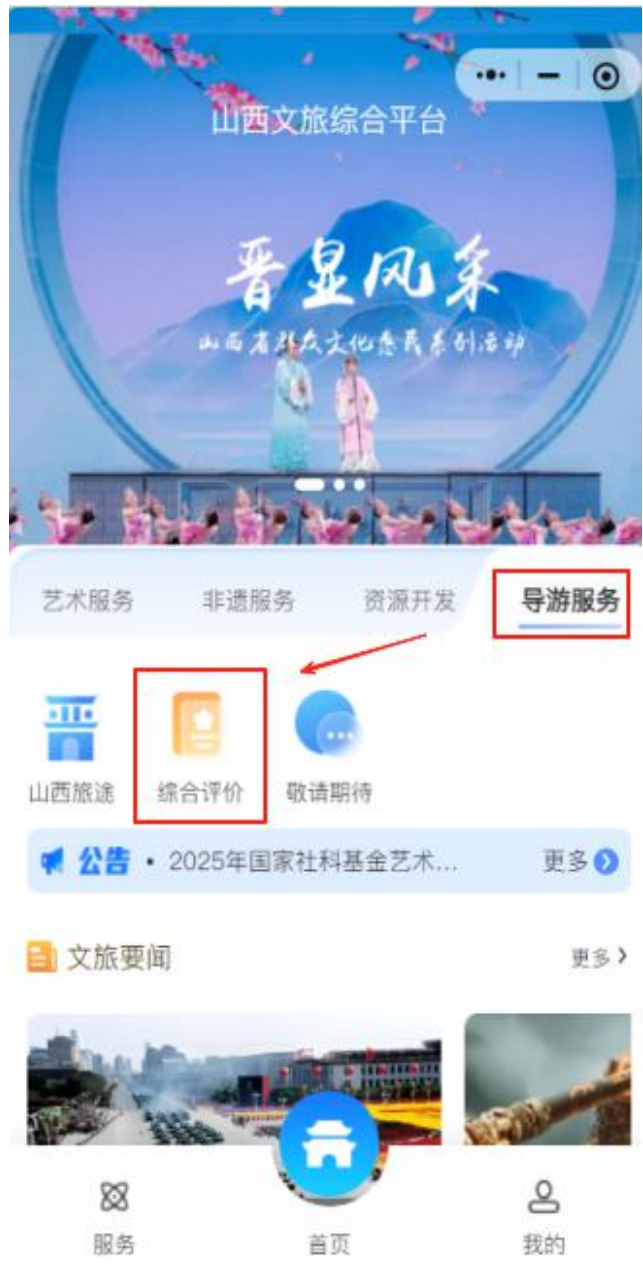 山西文旅综合平台
晋显风采
山西省群众文化惠民系列活动
艺术服务 非遗服务 资源开发 导游服务
山西旅途 综合评价 敬请期待
公告 · 2025年国家社科基金艺术... 更多
文旅要闻 更多
服务 首页 我的